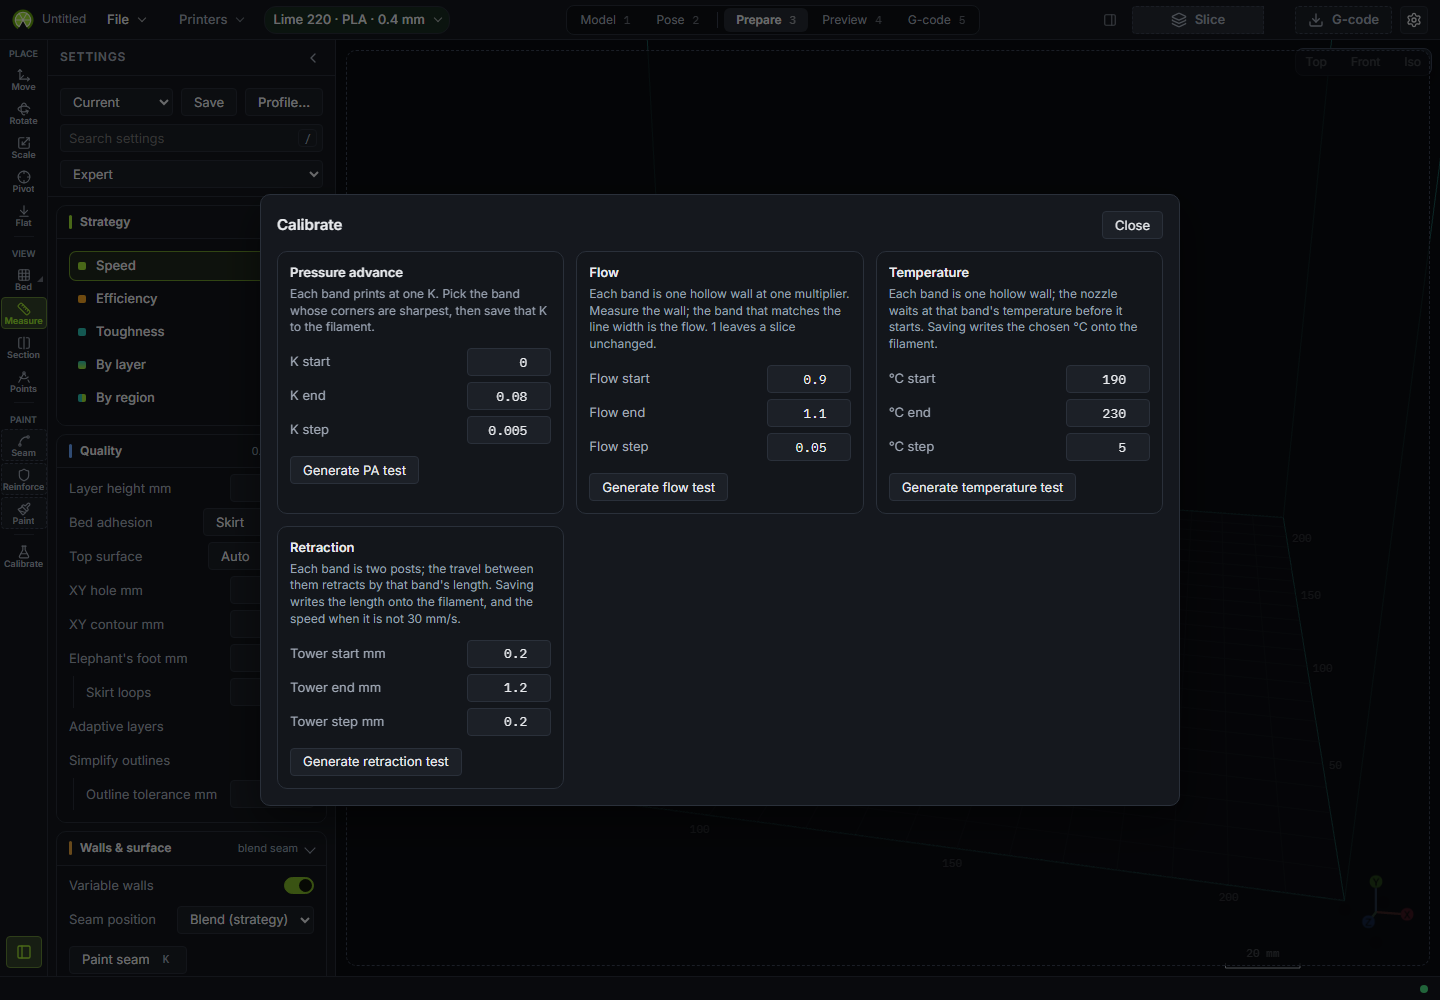 Untitled File Printers Lime 220 · PLA · 0.4 mm Model 1 Pose 2 Prepare 3 Preview 4 G-code 5 Slice G-code
PLACE
Move
Rotate
Scale
Pivot
Flat
VIEW
Bed
Measure
Section
Points
PAINT
Seam
Reinforce
Paint
Calibrate
SETTINGS
Current Save Profile...
Search settings /
Expert
Strategy
Speed
Efficiency
Toughness
By layer
By region
Quality 0.
Layer height mm
Bed adhesion Skirt
Top surface Auto
XY hole mm
XY contour mm
Elephant's foot mm
Skirt loops
Adaptive layers
Simplify outlines
Outline tolerance mm
Walls & surface blend seam
Variable walls
Seam position Blend (strategy)
Paint seam K
Top Front Iso
Calibrate Close
Pressure advance
Each band prints at one K. Pick the band
whose corners are sharpest, then save that K
to the filament.
K start 0
K end 0.08
K step 0.005
Generate PA test
Flow
Each band is one hollow wall at one multiplier.
Measure the wall; the band that matches the
line width is the flow. 1 leaves a slice
unchanged.
Flow start 0.9
Flow end 1.1
Flow step 0.05
Generate flow test
Temperature
Each band is one hollow wall; the nozzle
waits at that band's temperature before it
starts. Saving writes the chosen °C onto the
filament.
°C start 190
°C end 230
°C step 5
Generate temperature test
Retraction
Each band is two posts; the travel between
them retracts by that band's length. Saving
writes the length onto the filament, and the
speed when it is not 30 mm/s.
Tower start mm 0.2
Tower end mm 1.2
Tower step mm 0.2
Generate retraction test
200
150
100
50
100
150
200
Y
X
Z
20 mm